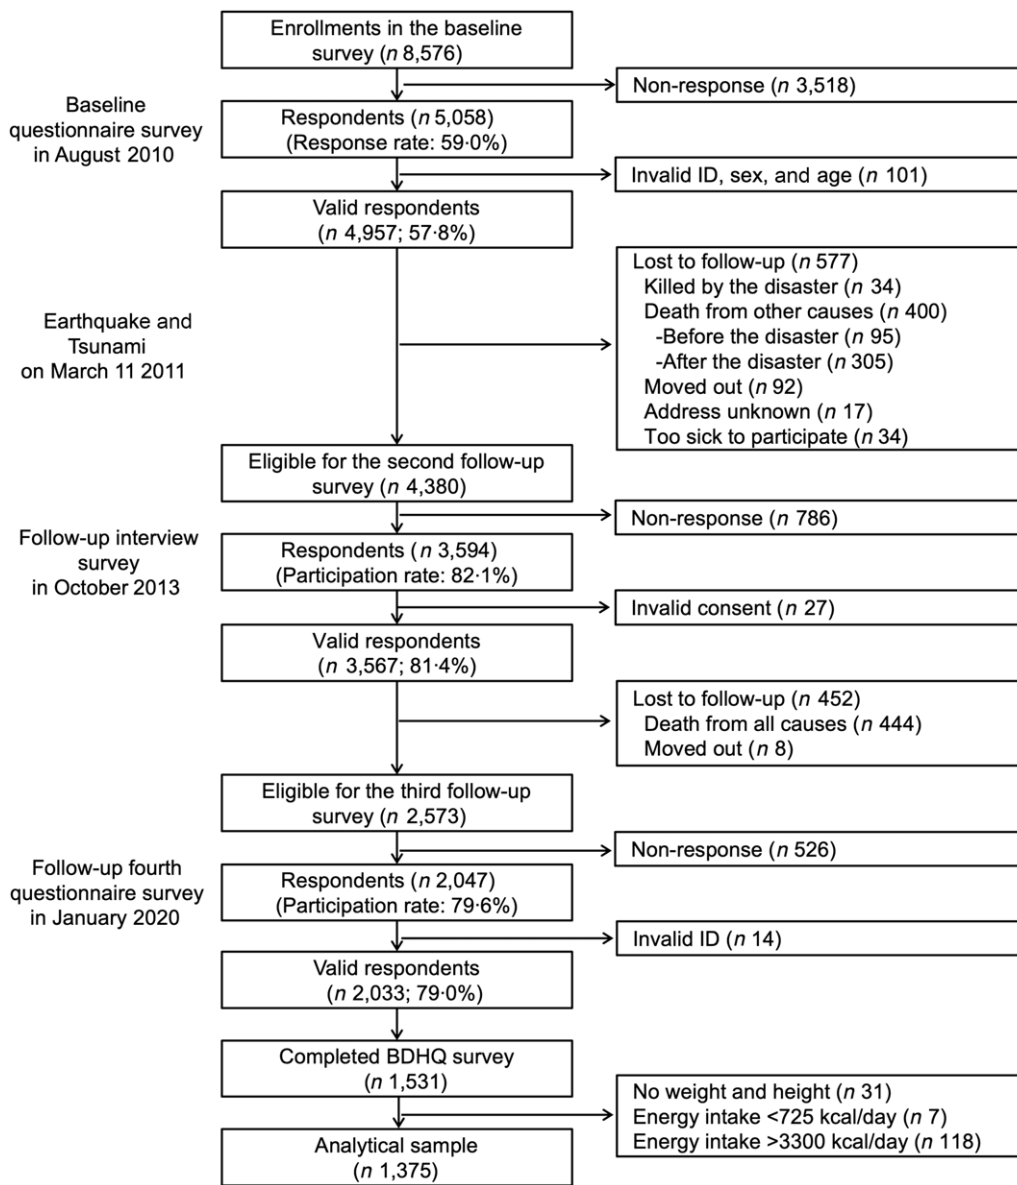 Enrollments in the baseline
survey (n 8,576)
Non-response (n 3,518)
Baseline
questionnaire survey
in August 2010
Respondents (n 5,058)
(Response rate: 59·0%)
Invalid ID, sex, and age (n 101)
Valid respondents
(n 4,957; 57·8%)
Lost to follow-up (n 577)
Killed by the disaster (n 34)
Death from other causes (n 400)
-Before the disaster (n 95)
-After the disaster (n 305)
Moved out (n 92)
Address unknown (n 17)
Too sick to participate (n 34)
Earthquake and
Tsunami
on March 11 2011
Eligible for the second follow-up
survey (n 4,380)
Non-response (n 786)
Follow-up interview
survey
in October 2013
Respondents (n 3,594)
(Participation rate: 82·1%)
Invalid consent (n 27)
Valid respondents
(n 3,567; 81·4%)
Lost to follow-up (n 452)
Death from all causes (n 444)
Moved out (n 8)
Eligible for the third follow-up
survey (n 2,573)
Non-response (n 526)
Follow-up fourth
questionnaire survey
in January 2020
Respondents (n 2,047)
(Participation rate: 79·6%)
Invalid ID (n 14)
Valid respondents
(n 2,033; 79·0%)
Completed BDHQ survey
(n 1,531)
No weight and height (n 31)
Energy intake <725 kcal/day (n 7)
Energy intake >3300 kcal/day (n 118)
Analytical sample
(n 1,375)